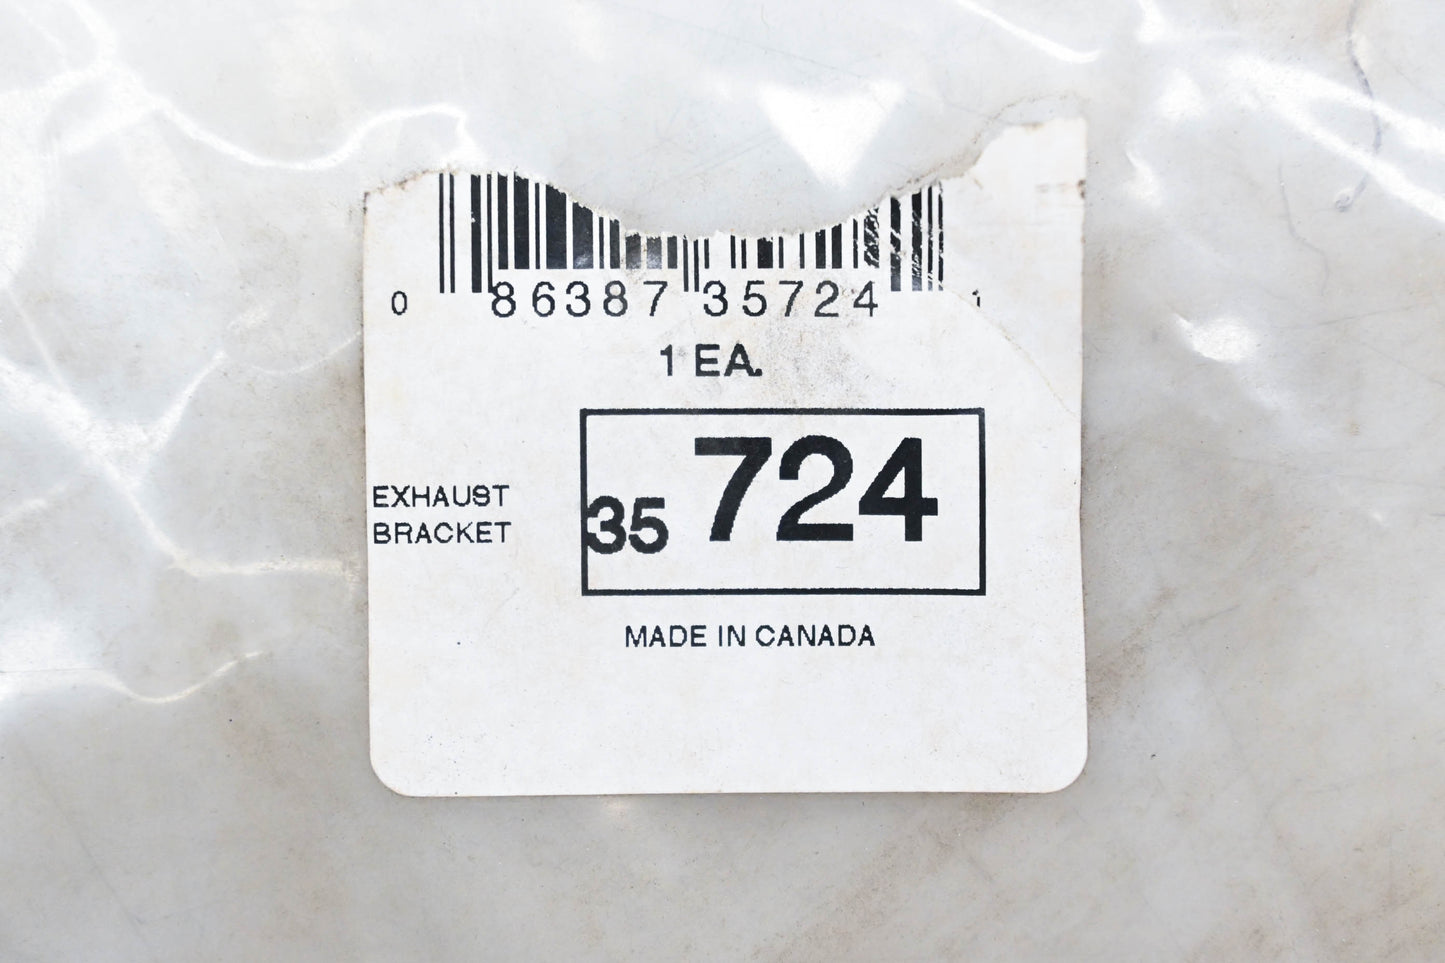 0 86387 35724 1
1 EA.
EXHAUST
BRACKET
35 724
MADE IN CANADA